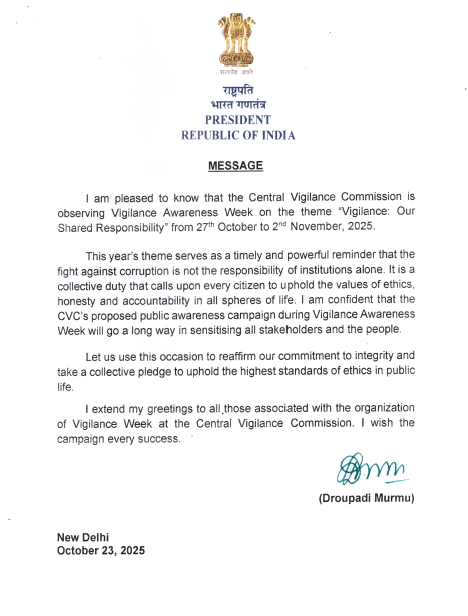 सत्यमेव जयते
राष्ट्रपति
भारत गणतंत्र
PRESIDENT
REPUBLIC OF INDIA
MESSAGE
I am pleased to know that the Central Vigilance Commission is
observing Vigilance Awareness Week on the theme “Vigilance: Our
Shared Responsibility” from 27th October to 2nd November, 2025.
This year's theme serves as a timely and powerful reminder that the
fight against corruption is not the responsibility of institutions alone. It is a
collective duty that calls upon every citizen to uphold the values of ethics,
honesty and accountability in all spheres of life. I am confident that the
CVC's proposed public awareness campaign during Vigilance Awareness
Week will go a long way in sensitising all stakeholders and the people.
Let us use this occasion to reaffirm our commitment to integrity and
take a collective pledge to uphold the highest standards of ethics in public
life.
I extend my greetings to all those associated with the organization
of Vigilance Week at the Central Vigilance Commission. I wish the
campaign every success.
(Droupadi Murmu)
New Delhi
October 23, 2025